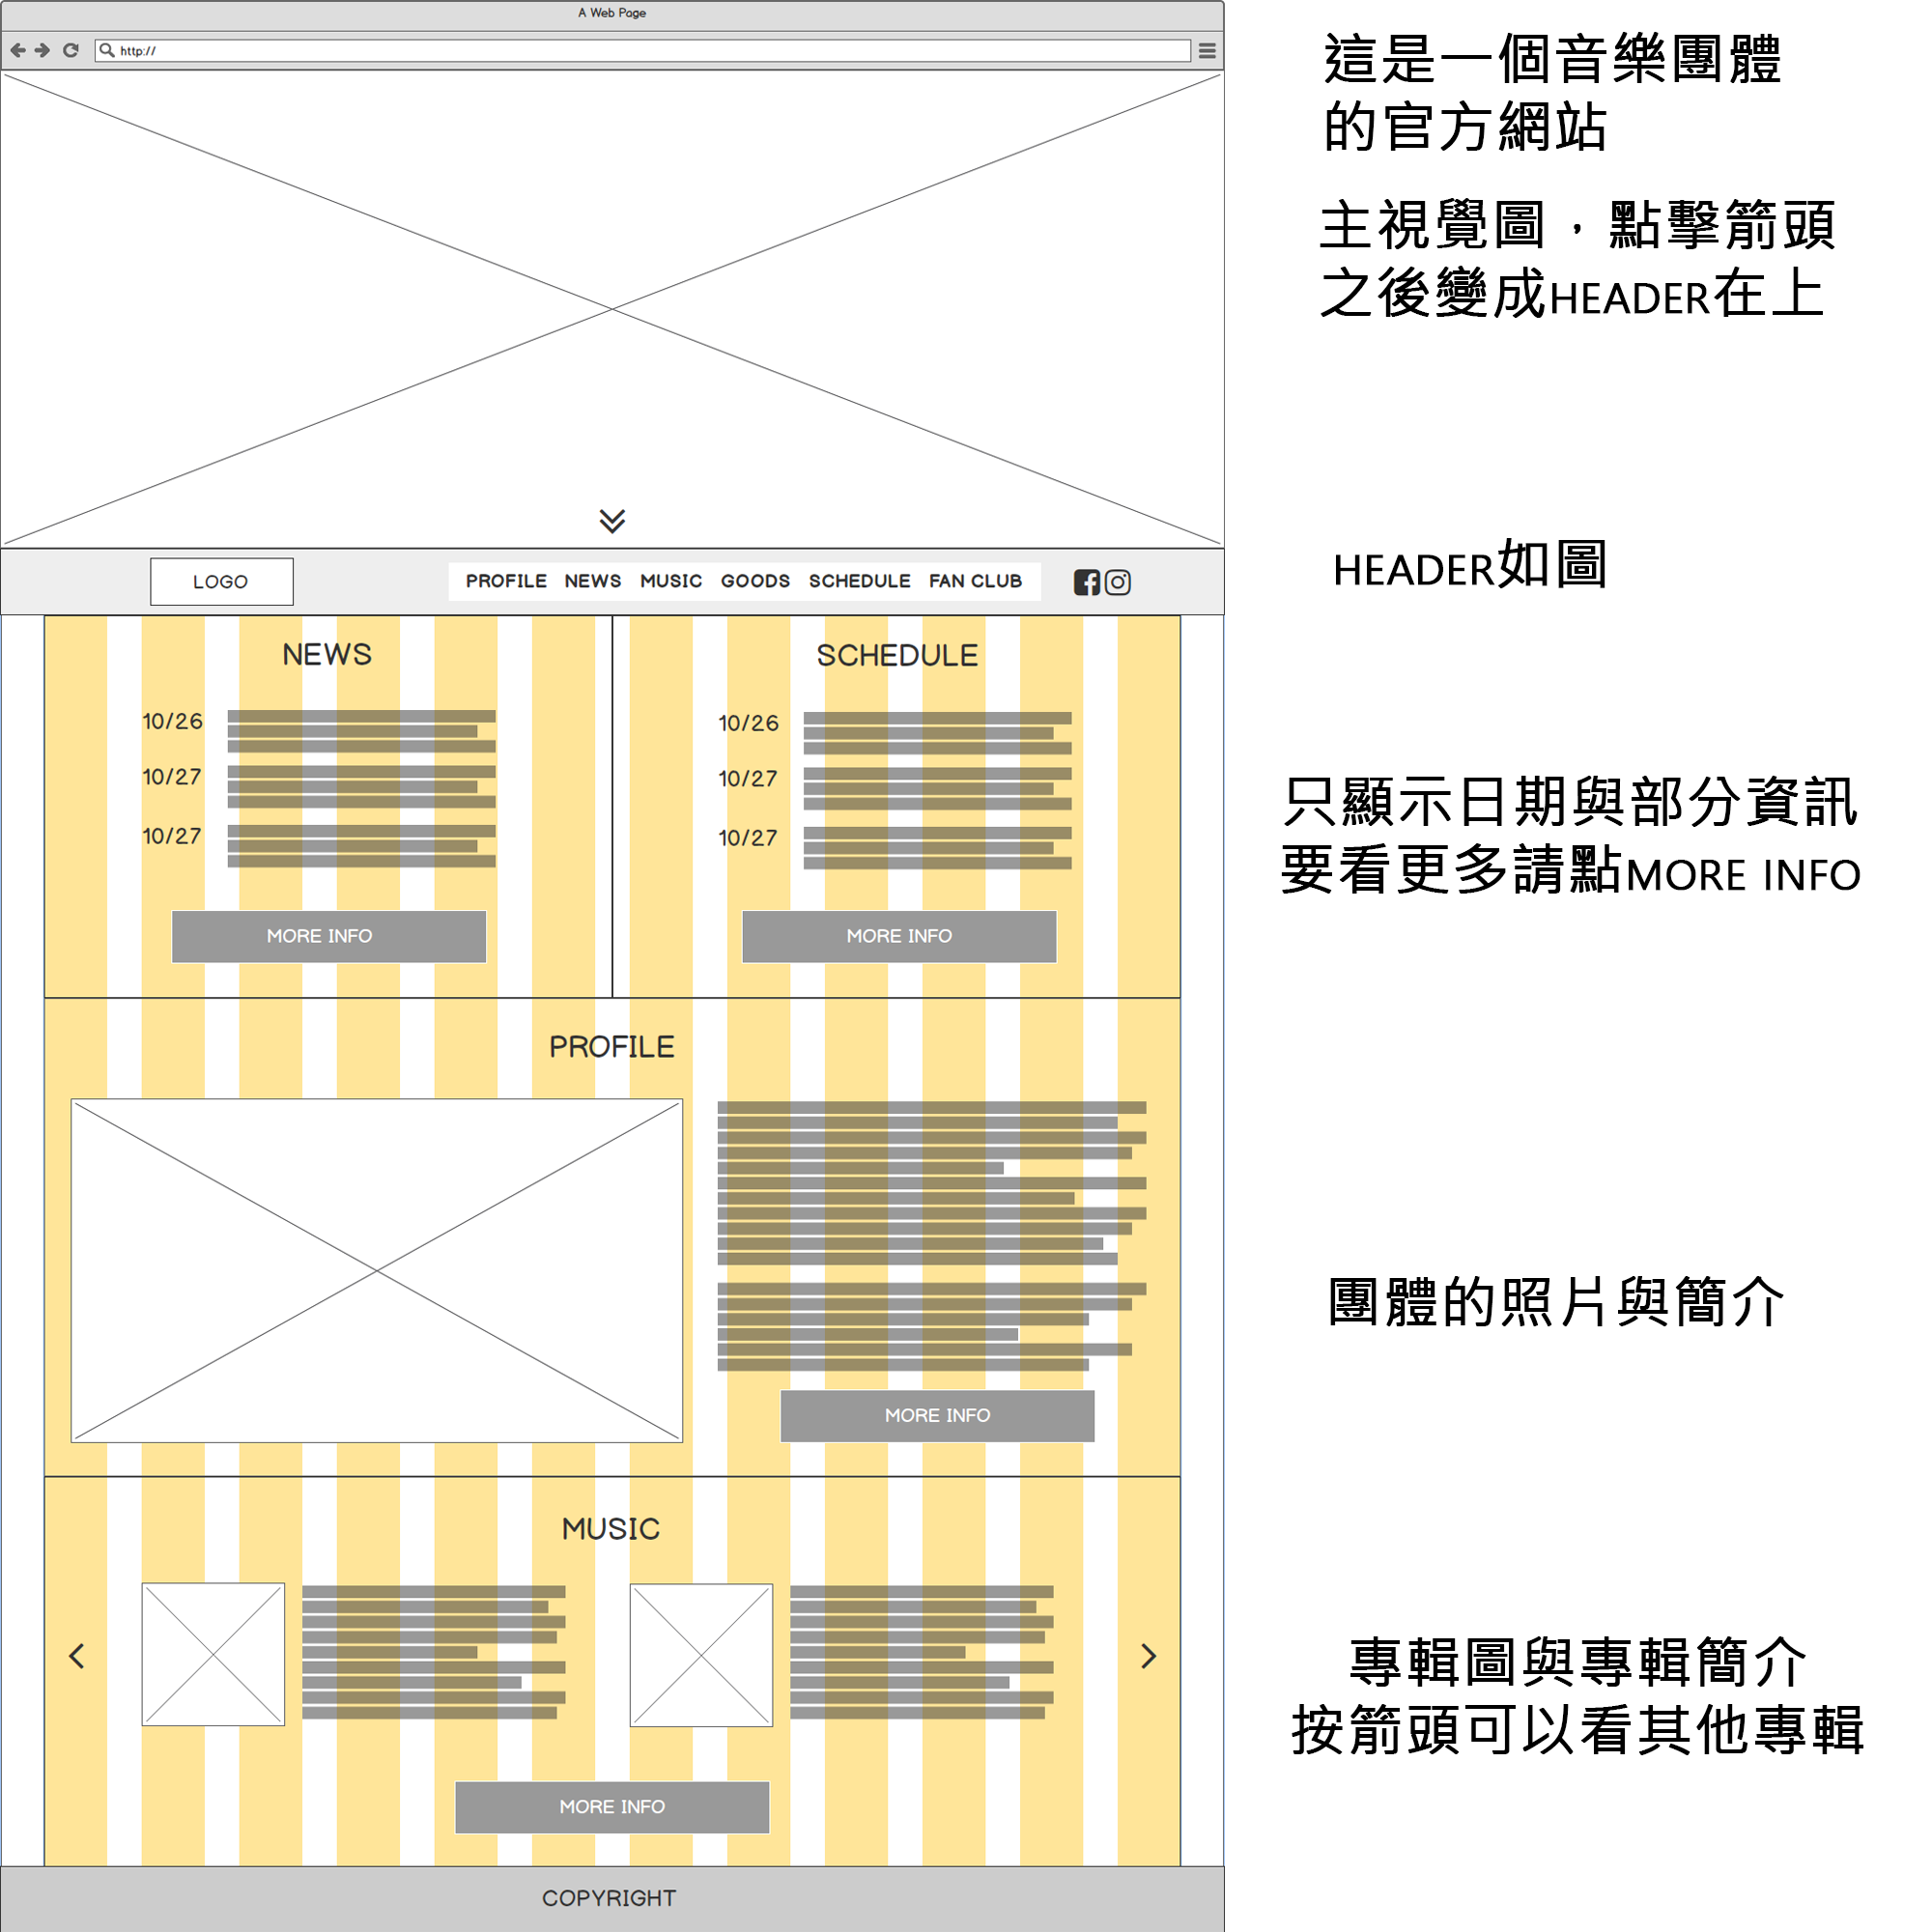 A Web Page
http://
這是一個音樂團體
的官方網站
主視覺圖，點擊箭頭
之後變成HEADER在上
LOGO
PROFILE NEWS MUSIC GOODS SCHEDULE FAN CLUB
HEADER如圖
NEWS
10/26
10/27
10/27
MORE INFO
SCHEDULE
10/26
10/27
10/27
MORE INFO
只顯示日期與部分資訊
要看更多請點MORE INFO
PROFILE
MORE INFO
團體的照片與簡介
MUSIC
MORE INFO
專輯圖與專輯簡介
按箭頭可以看其他專輯
COPYRIGHT